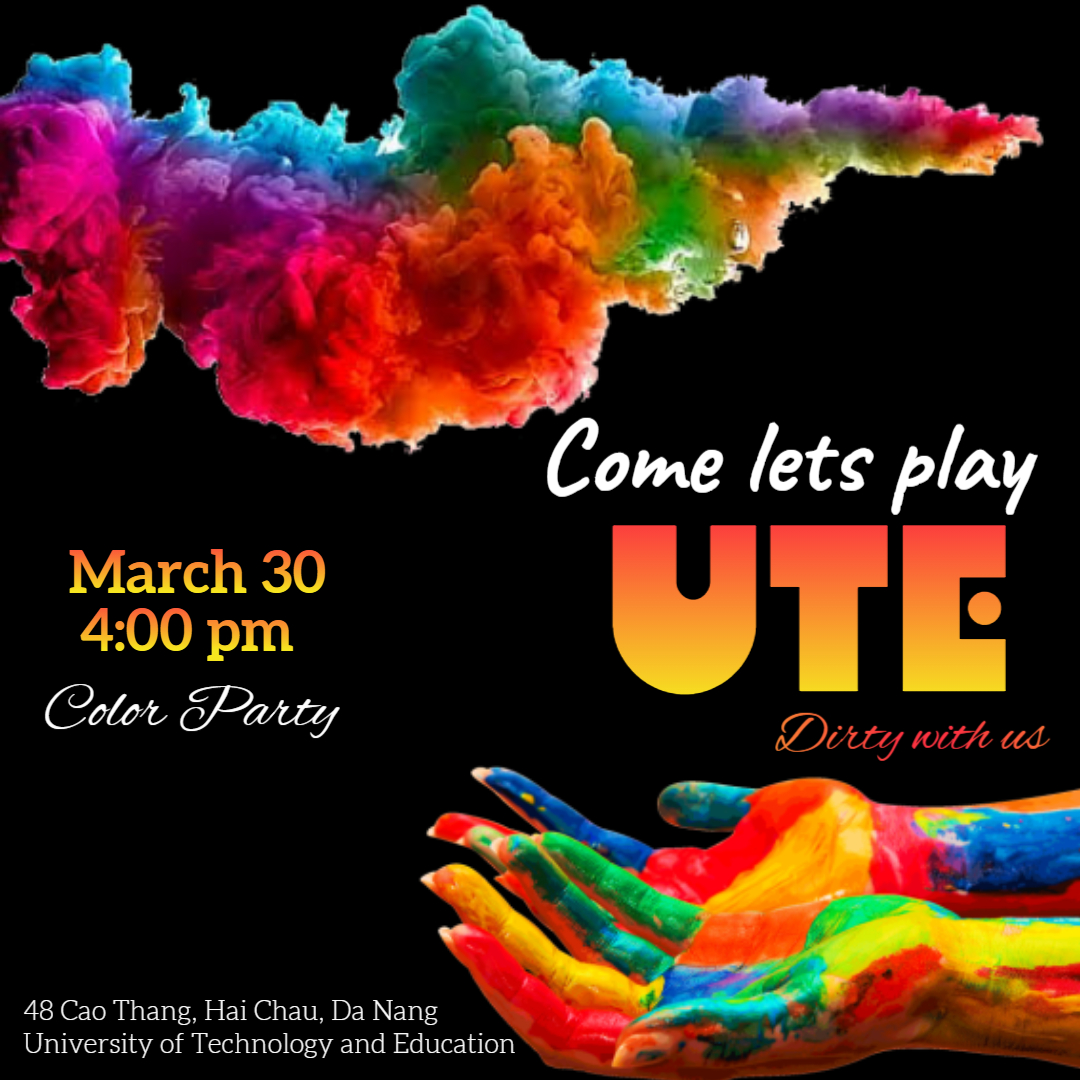 Come lets play
UTE
Dirty with us
March 30
4:00 pm
Color Party
48 Cao Thang, Hai Chau, Da Nang
University of Technology and Education